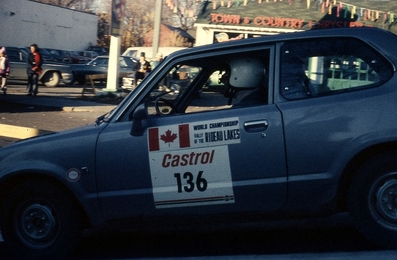 TOWN & COUNTRY
WORLD CHAMPIONSHIP
RALLY
OF THE RIDEAU LAKES
Castrol
136